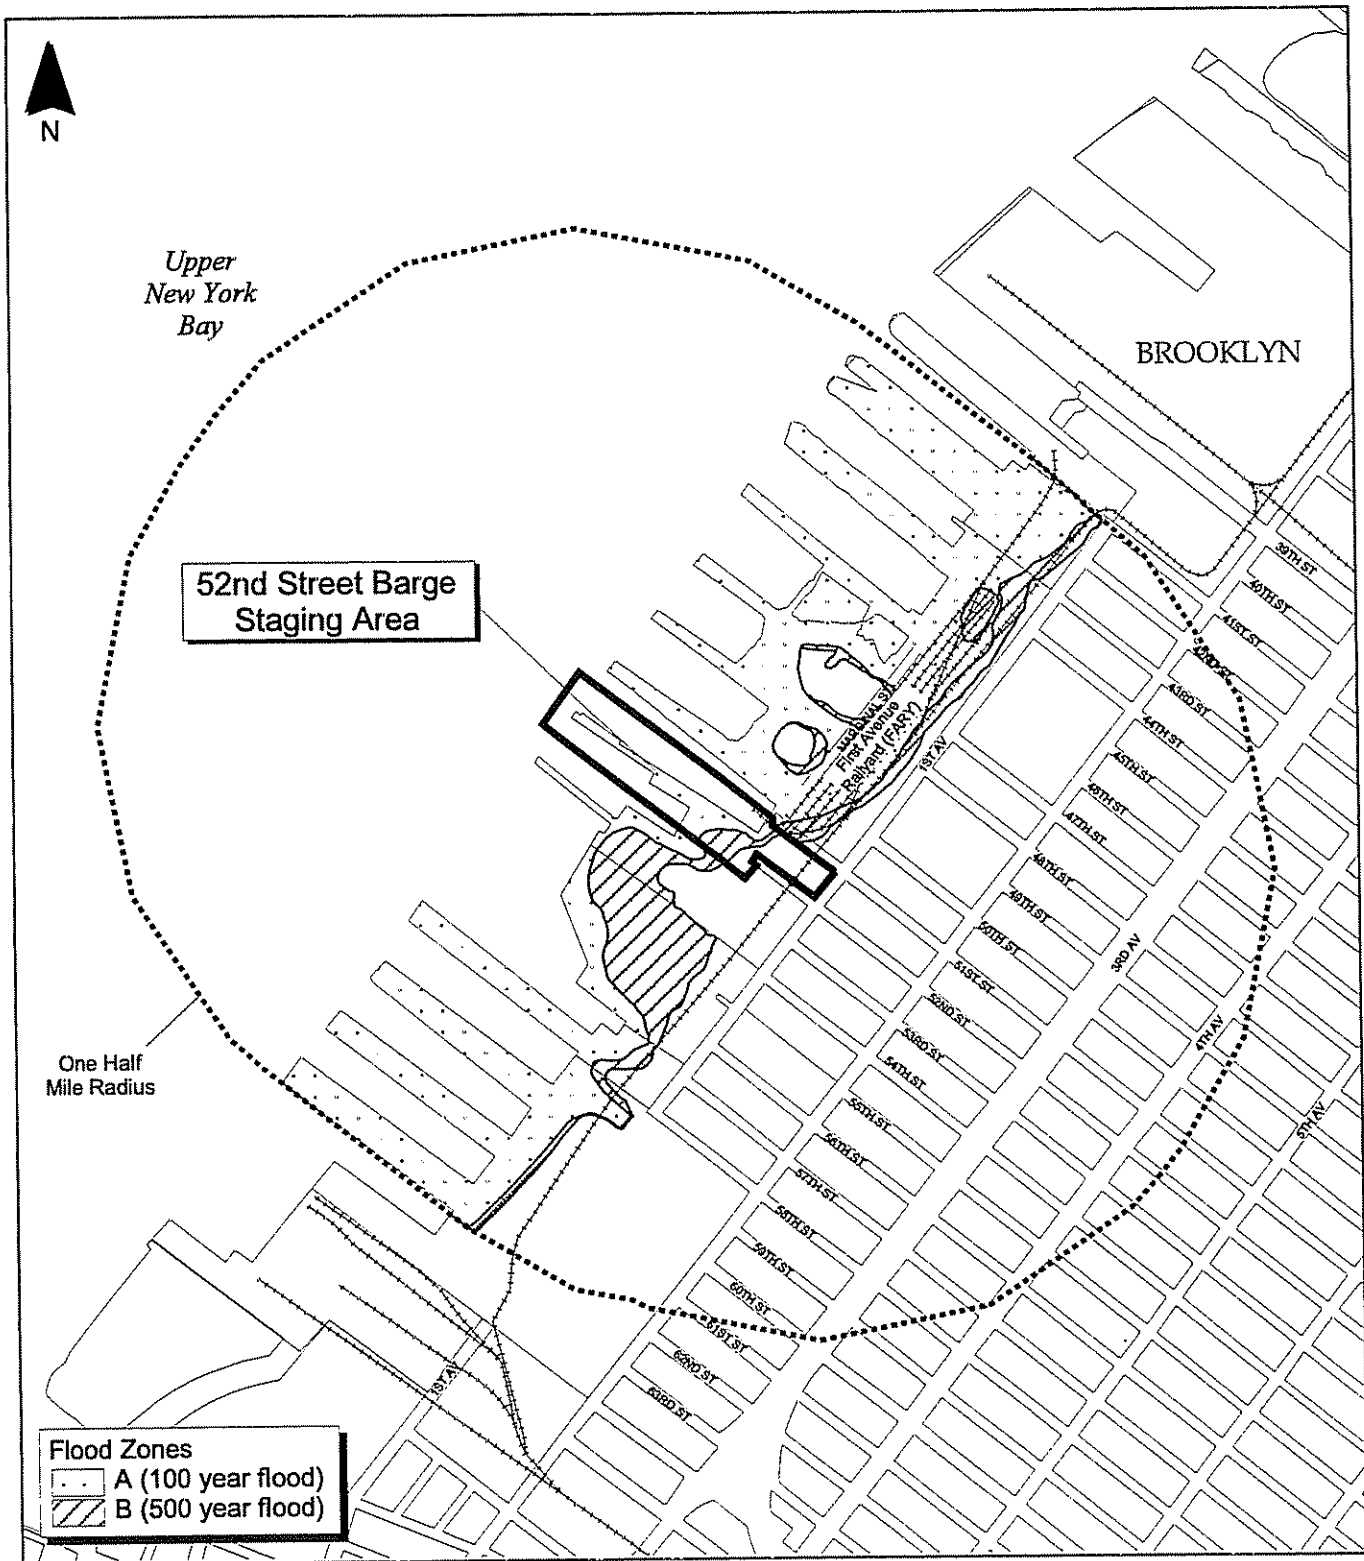 N
Upper
New York
Bay
BROOKLYN
52nd Street Barge
Staging Area
39TH ST
40TH ST
41ST ST
42ND ST
43RD ST
44TH ST
45TH ST
46TH ST
47TH ST
48TH ST
49TH ST
50TH ST
51ST ST
52ND ST
53RD ST
54TH ST
55TH ST
56TH ST
57TH ST
58TH ST
59TH ST
60TH ST
61ST ST
62ND ST
63RD ST
First Avenue
Railyard (FARY)
1ST AV
3RD AV
4TH AV
5TH AV
1ST AV
One Half
Mile Radius
Flood Zones
A (100 year flood)
B (500 year flood)